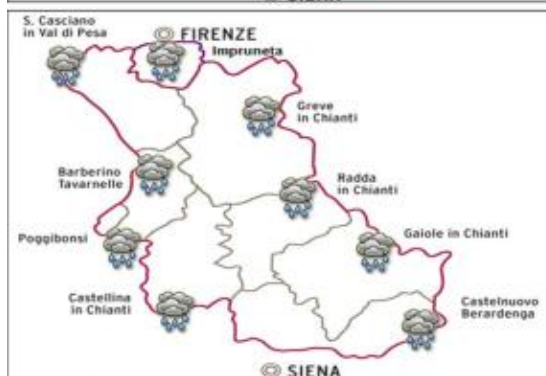 S. Casciano
in Val di Pesa
FIRENZE
Impruneta
Greve
in Chianti
Barberino
Tavarnelle
Radda
in Chianti
Poggibonsi
Gaiole in Chianti
Castellina
in Chianti
Castelnuovo
Berardenga
SIENA